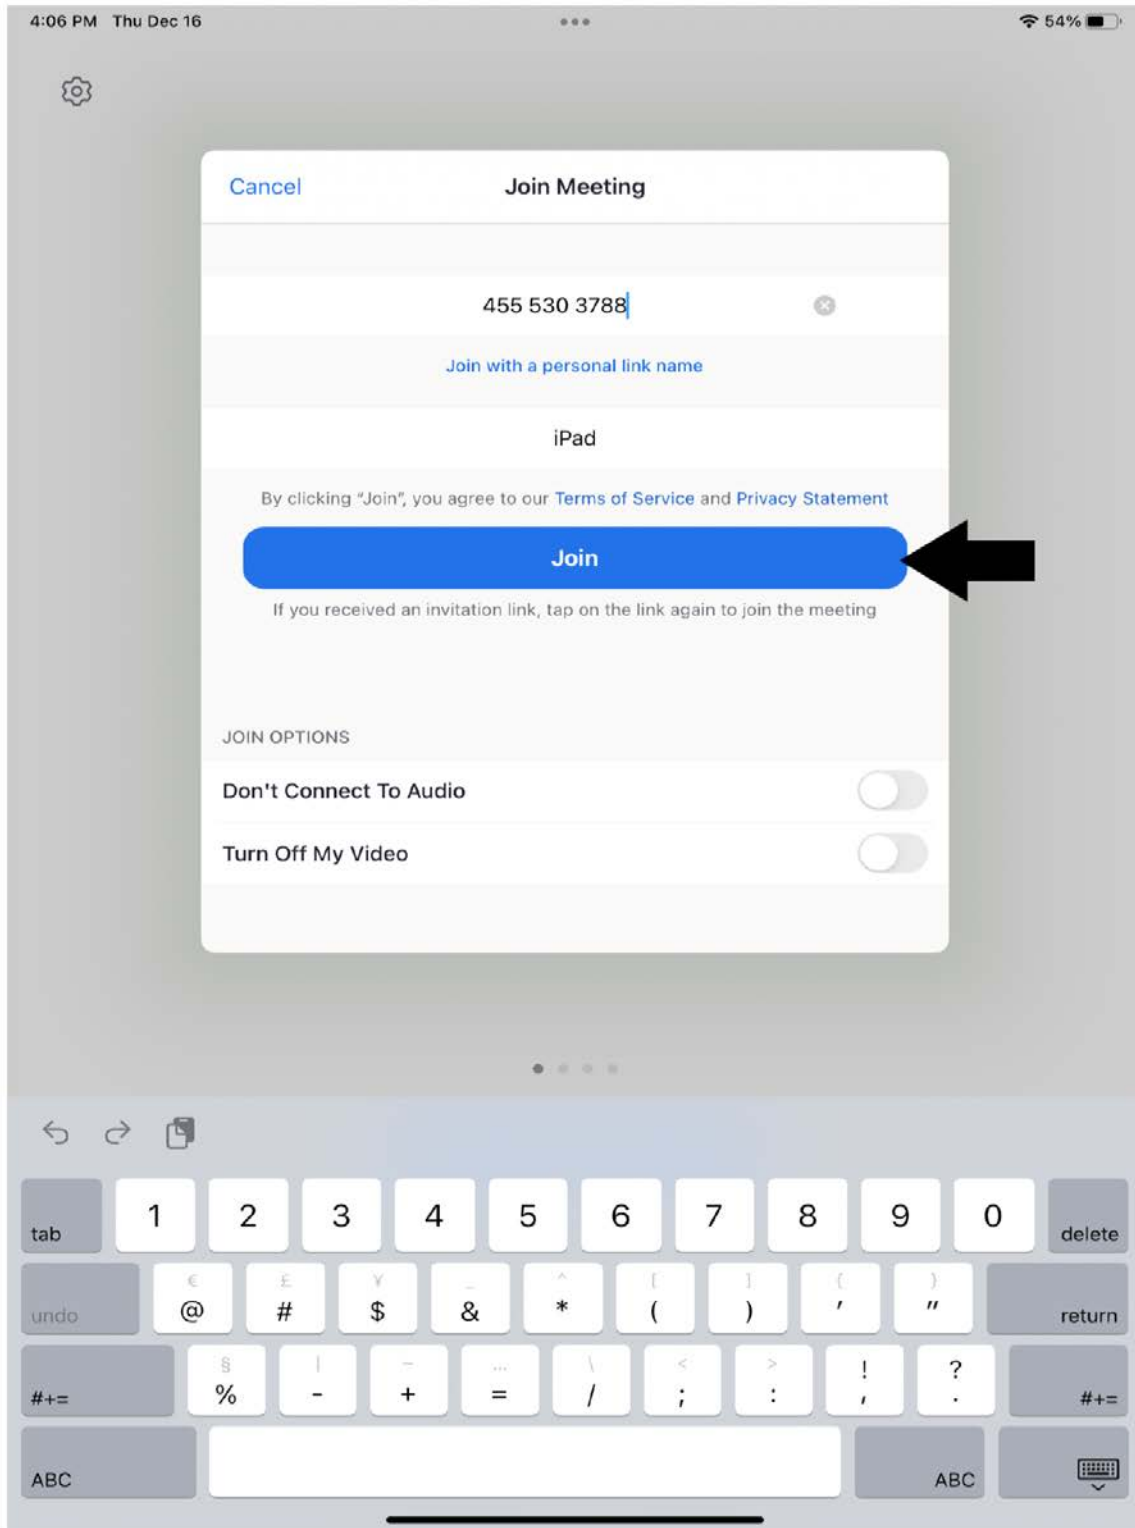 4:06 PM Thu Dec 16
54%
Cancel
Join Meeting
455 530 3788
Join with a personal link name
iPad
By clicking "Join", you agree to our Terms of Service and Privacy Statement
Join
If you received an invitation link, tap on the link again to join the meeting
JOIN OPTIONS
Don't Connect To Audio
Turn Off My Video
tab 1 2 3 4 5 6 7 8 9 0 delete
€ £ ¥ _ ^ [ ] { }
undo @ # $ & * ( ) ' " return
§ | ~ … \ < > ! ?
#+= % - + = / ; : , . #+=
ABC ABC